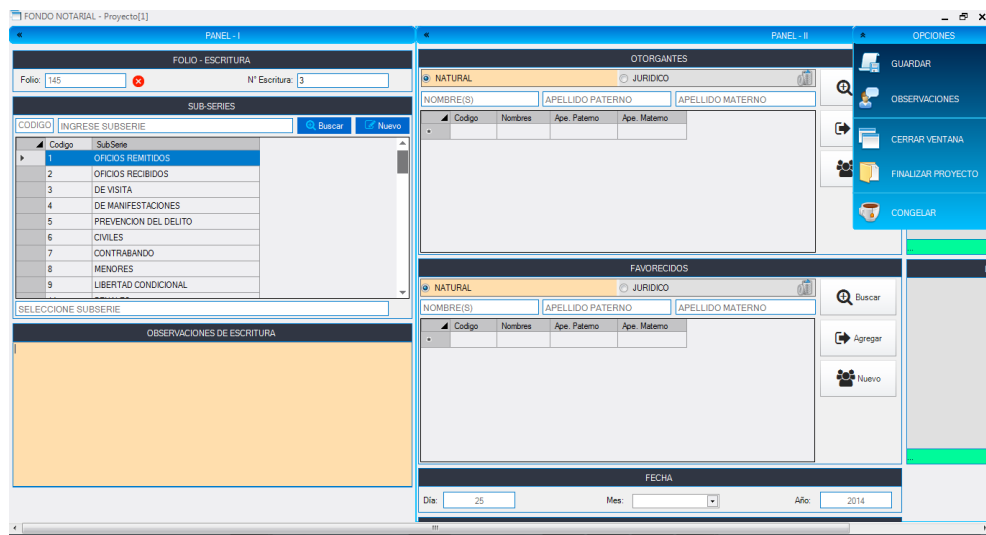 FONDO NOTARIAL - Proyecto[1]
PANEL - I
FOLIO - ESCRITURA
Folio: 145 N° Escritura: 3
SUB-SERIES
CODIGO INGRESE SUBSERIE Buscar Nuevo
Codigo SubSerie
1 OFICIOS REMITIDOS
2 OFICIOS RECIBIDOS
3 DE VISITA
4 DE MANIFESTACIONES
5 PREVENCION DEL DELITO
6 CIVILES
7 CONTRABANDO
8 MENORES
9 LIBERTAD CONDICIONAL
SELECCIONE SUBSERIE
OBSERVACIONES DE ESCRITURA
PANEL - II
OTORGANTES
NATURAL JURIDICO
NOMBRE(S) APELLIDO PATERNO APELLIDO MATERNO
Codigo Nombres Ape. Paterno Ape. Materno
FAVORECIDOS
NATURAL JURIDICO
NOMBRE(S) APELLIDO PATERNO APELLIDO MATERNO
Codigo Nombres Ape. Paterno Ape. Materno
Buscar
Agregar
Nuevo
FECHA
Día: 25 Mes: Año: 2014
OPCIONES
GUARDAR
OBSERVACIONES
CERRAR VENTANA
FINALIZAR PROYECTO
CONGELAR
...
...